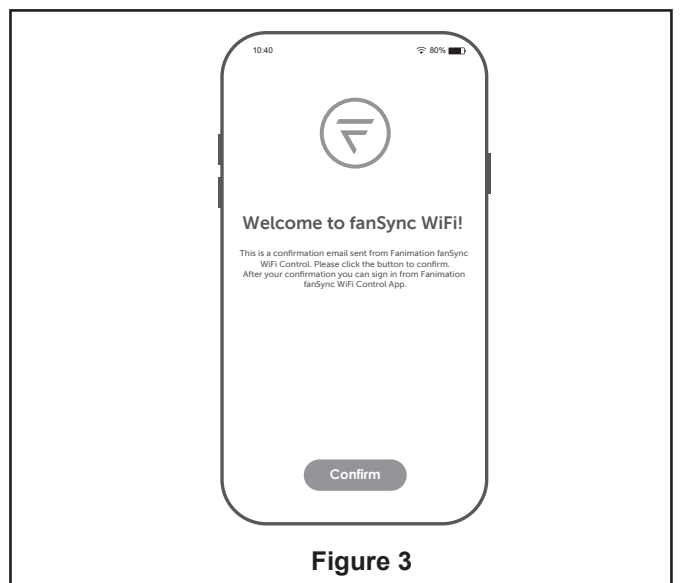 10:40
80%
Welcome to fanSync WiFi!
This is a confirmation email sent from Fanimation fanSync
WiFi Control. Please click the button to confirm.
After your confirmation you can sign in from Fanimation
fanSync WiFi Control App.
Confirm
Figure 3